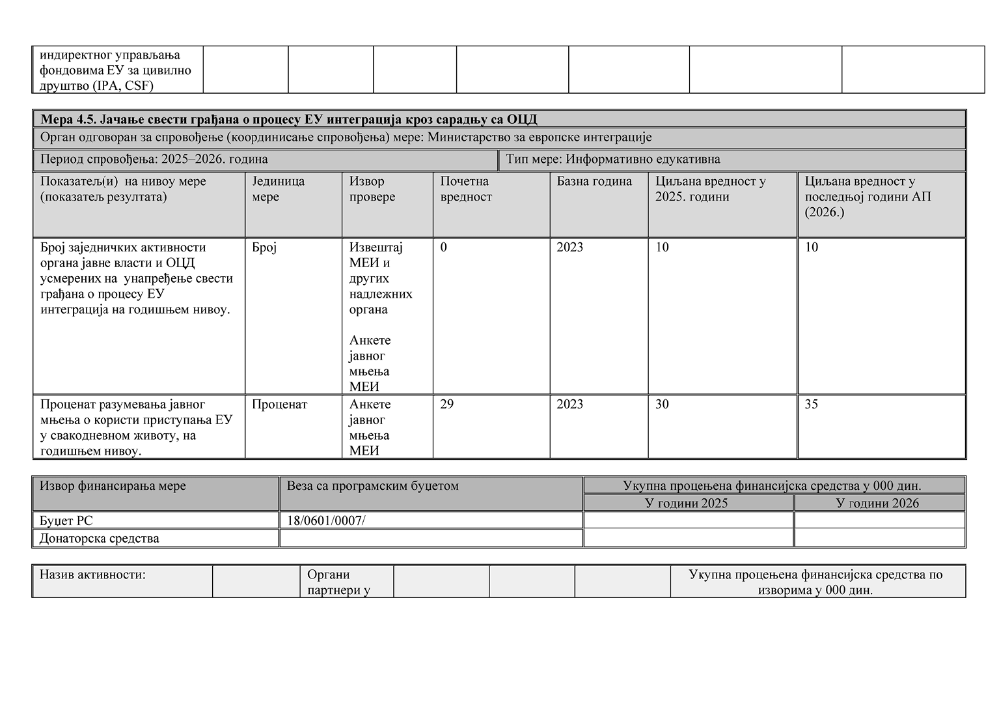 индиректног управљања
фондовима ЕУ за цивилно
друштво (IPA, CSF)
Мера 4.5. Јачање свести грађана о процесу ЕУ интеграција кроз сарадњу са ОЦД
Орган одговоран за спровођење (координисање спровођења) мере: Министарство за европске интеграције
Период спровођења: 2025–2026. година
Тип мере: Информативно едукативна
Показатељ(и)  на нивоу мере
(показатељ резултата)
Јединица
мере
Извор
провере
Почетна
вредност
Базна година
Циљана вредност у
2025. години
Циљана вредност у
последњој години АП
(2026.)
Број заједничких активности
органа јавне власти и ОЦД
усмерених на  унапређење свести
грађана о процесу ЕУ
интеграција на годишњем нивоу.
Број
Извештај
МЕИ и
других
надлежних
органа
Анкете
јавног
мњења
МЕИ
0
2023
10
10
Проценат разумевања јавног
мњења о користи приступања ЕУ
у свакодневном животу, на
годишњем нивоу.
Проценат
Анкете
јавног
мњења
МЕИ
29
2023
30
35
Извор финансирања мере
Веза са програмским буџетом
Укупна процењена финансијска средства у 000 дин.
У години 2025
У години 2026
Буџет РС
18/0601/0007/
Донаторска средства
Назив активности:
Органи
партнери у
Укупна процењена финансијска средства по
изворима у 000 дин.